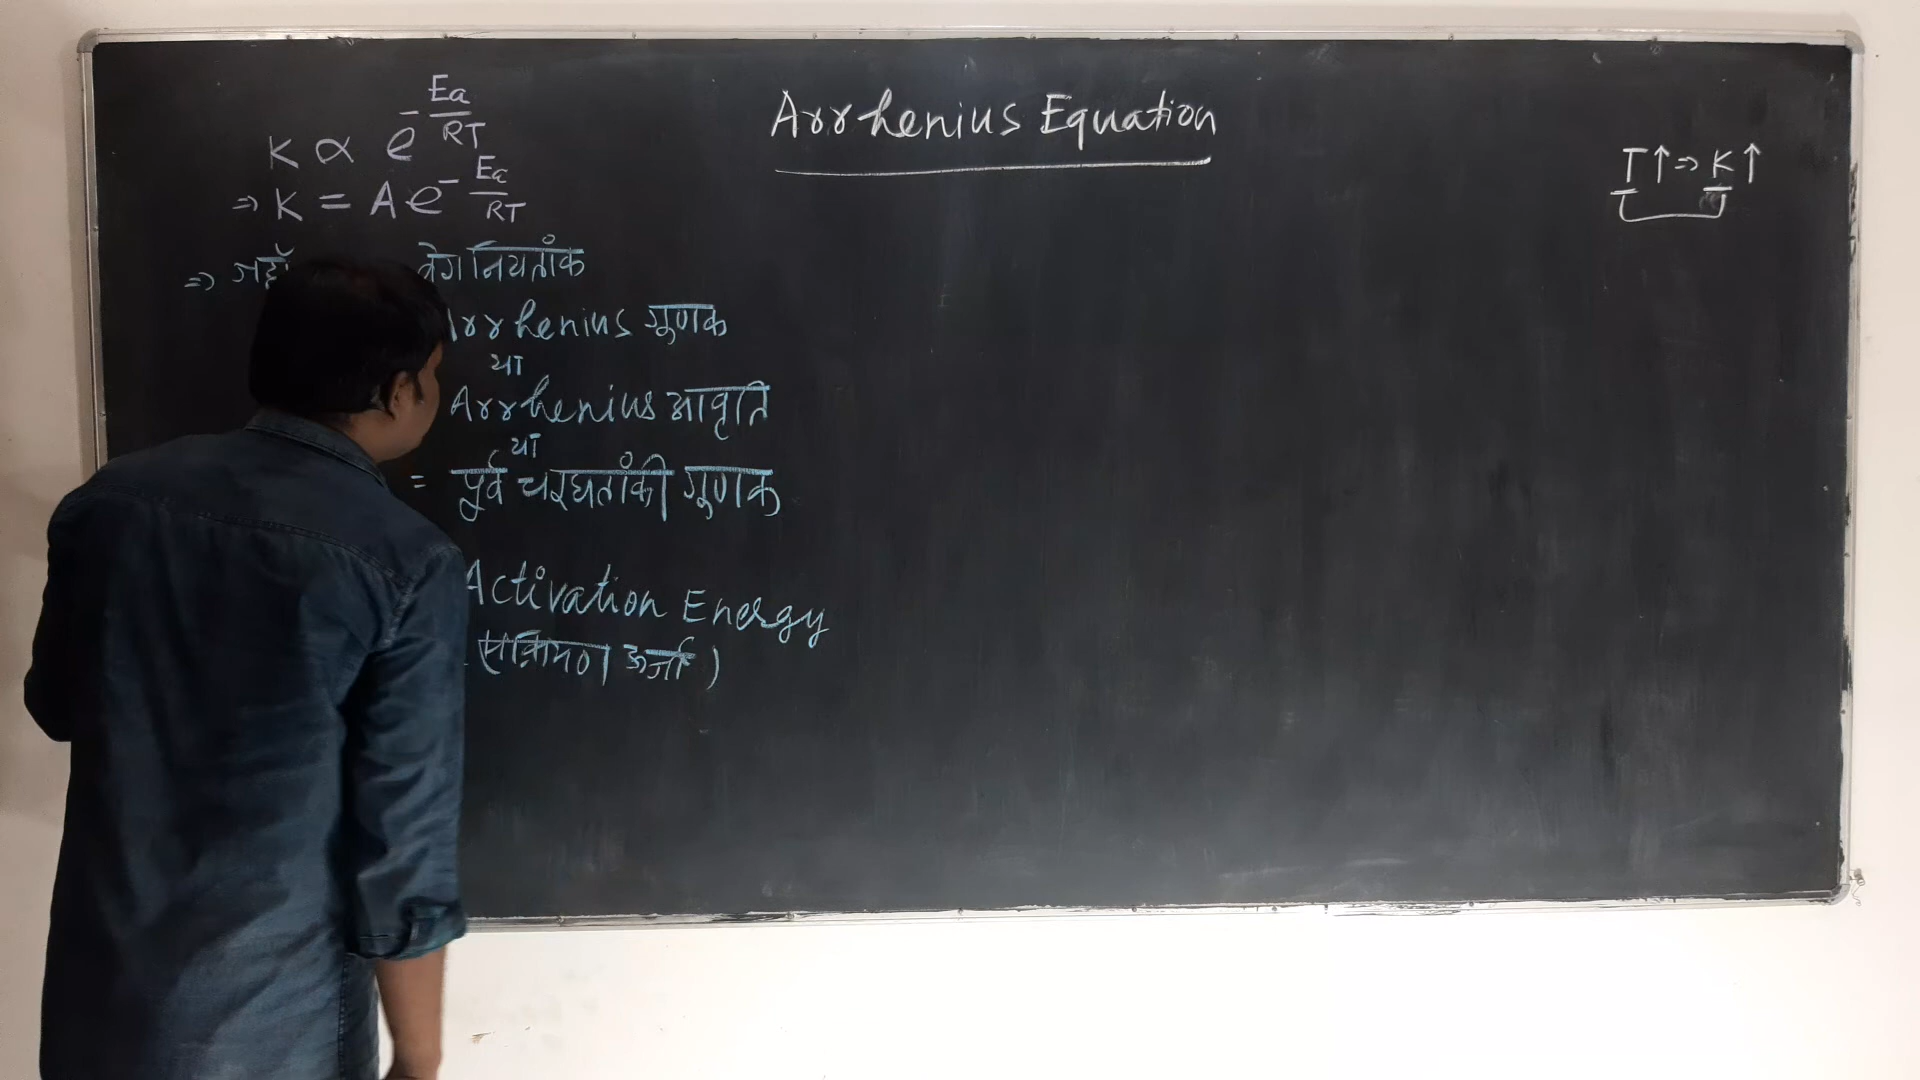 Arrhenius Equation
K ∝ e^-Ea/RT
⇒ K = A e^-Ea/RT
T↑ ⇒ K↑
⇒ जहाँ वेग नियतांक
Arrhenius गुणक
या
Arrhenius आवृति
या
= पूर्व चरघतांकी गुणक
Activation Energy
(सक्रियण ऊर्जा)